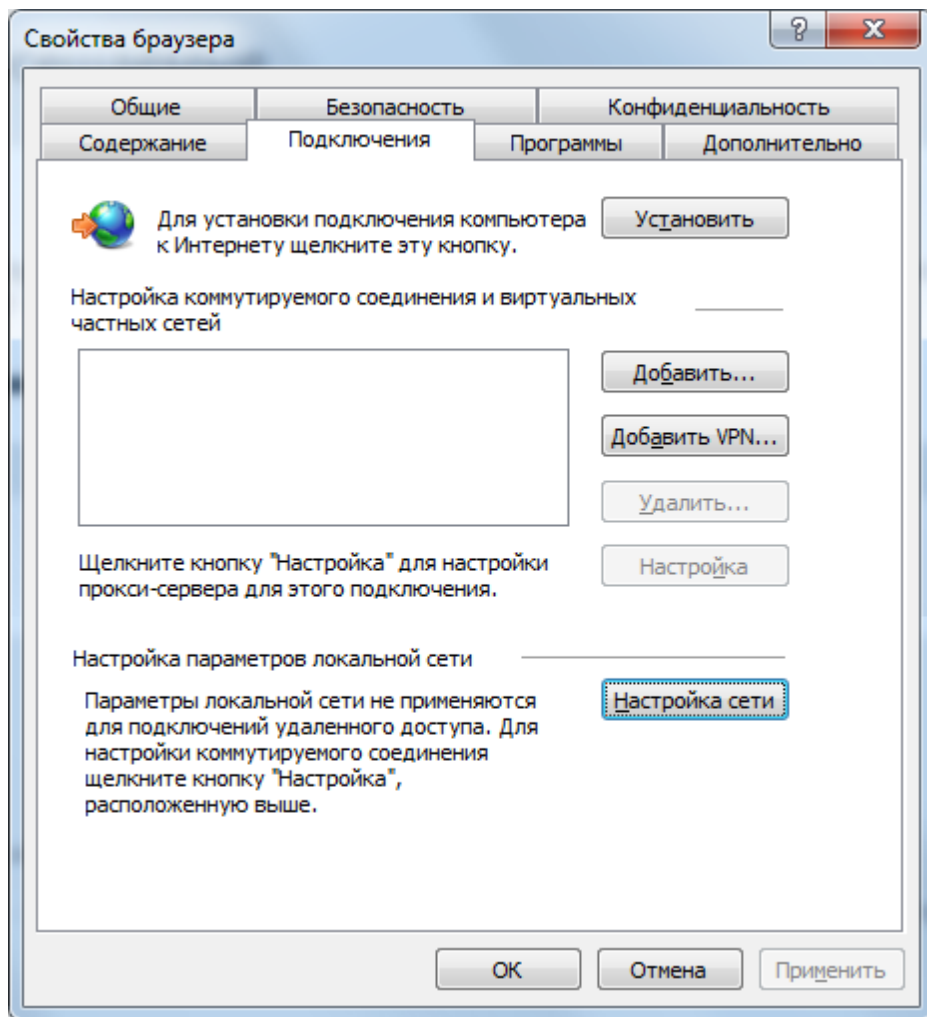 Свойства браузера
Общие
Безопасность
Конфиденциальность
Содержание
Подключения
Программы
Дополнительно
Для установки подключения компьютера
к Интернету щелкните эту кнопку.
Установить
Настройка коммутируемого соединения и виртуальных
частных сетей
Добавить...
Добавить VPN...
Удалить...
Щелкните кнопку "Настройка" для настройки
прокси-сервера для этого подключения.
Настройка
Настройка параметров локальной сети
Параметры локальной сети не применяются
для подключений удаленного доступа. Для
настройки коммутируемого соединения
щелкните кнопку "Настройка",
расположенную выше.
Настройка сети
ОК
Отмена
Применить